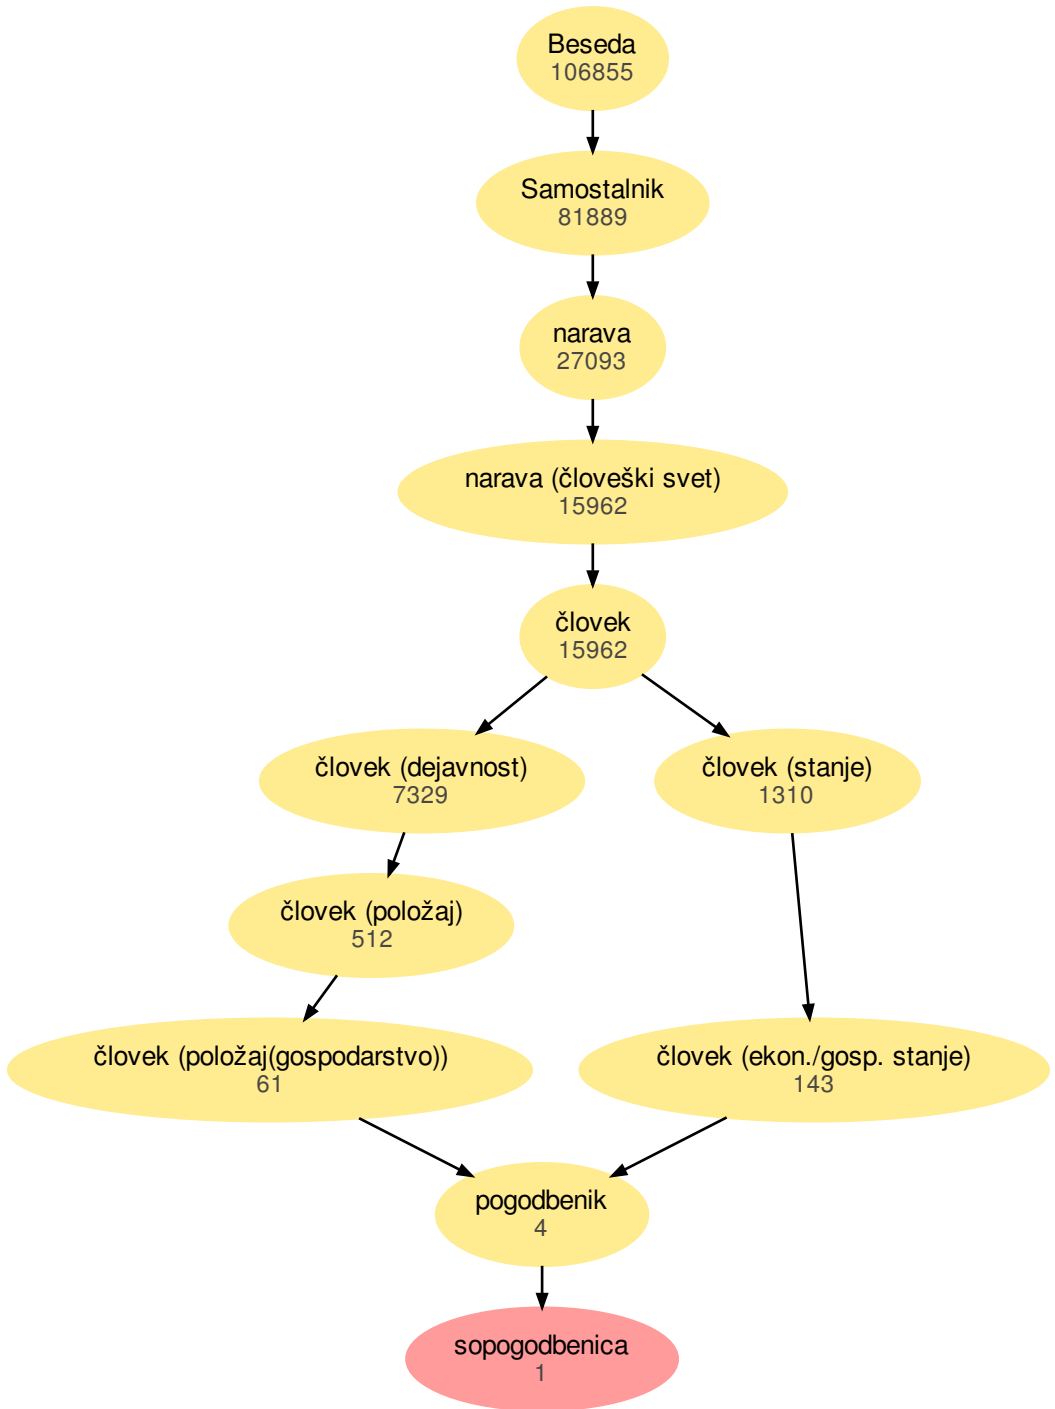 Beseda
106855
Samostalnik
81889
narava
27093
narava (človeški svet)
15962
človek
15962
človek (dejavnost)
7329
človek (stanje)
1310
človek (položaj)
512
človek (položaj(gospodarstvo))
61
človek (ekon./gosp. stanje)
143
pogodbenik
4
sopogodbenica
1